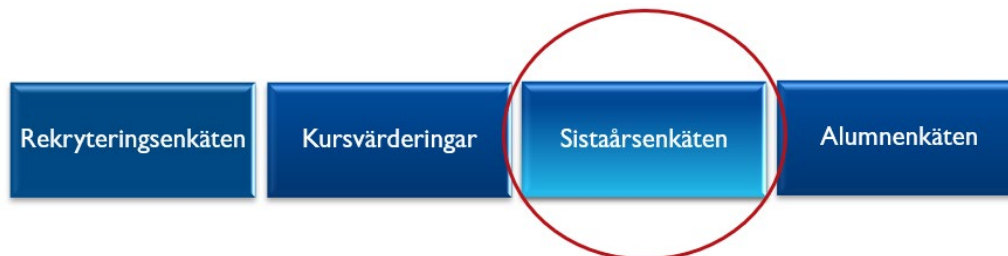 Rekryteringsenkäten
Kursvärderingar
Sistaårsenkäten
Alumnenkäten